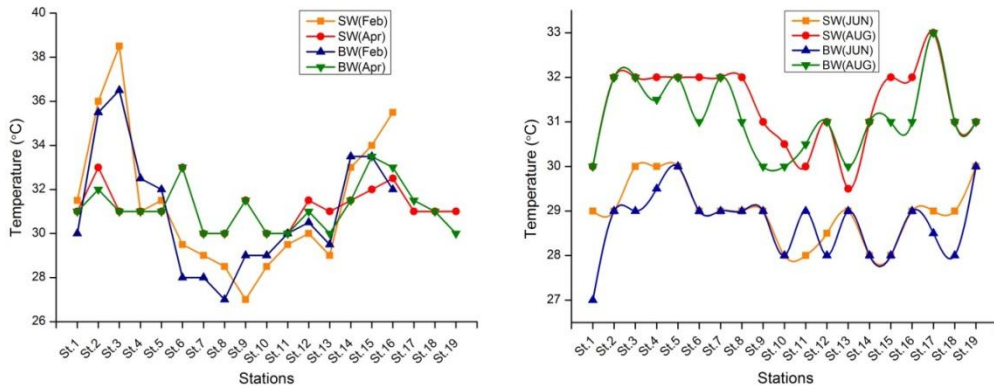 40
38
36
34
32
30
28
26
Temperature (°C)
SW(Feb)
SW(Apr)
BW(Feb)
BW(Apr)
St.1 St.2 St.3 St.4 St.5 St.6 St.7 St.8 St.9 St.10 St.11 St.12 St.13 St.14 St.15 St.16 St.17 St.18 St.19
Stations
33
32
31
30
29
28
27
Temperature (°C)
SW(JUN)
SW(AUG)
BW(JUN)
BW(AUG)
St.1 St.2 St.3 St.4 St.5 St.6 St.7 St.8 St.9 St.10 St.11 St.12 St.13 St.14 St.15 St.16 St.17 St.18 St.19
Stations